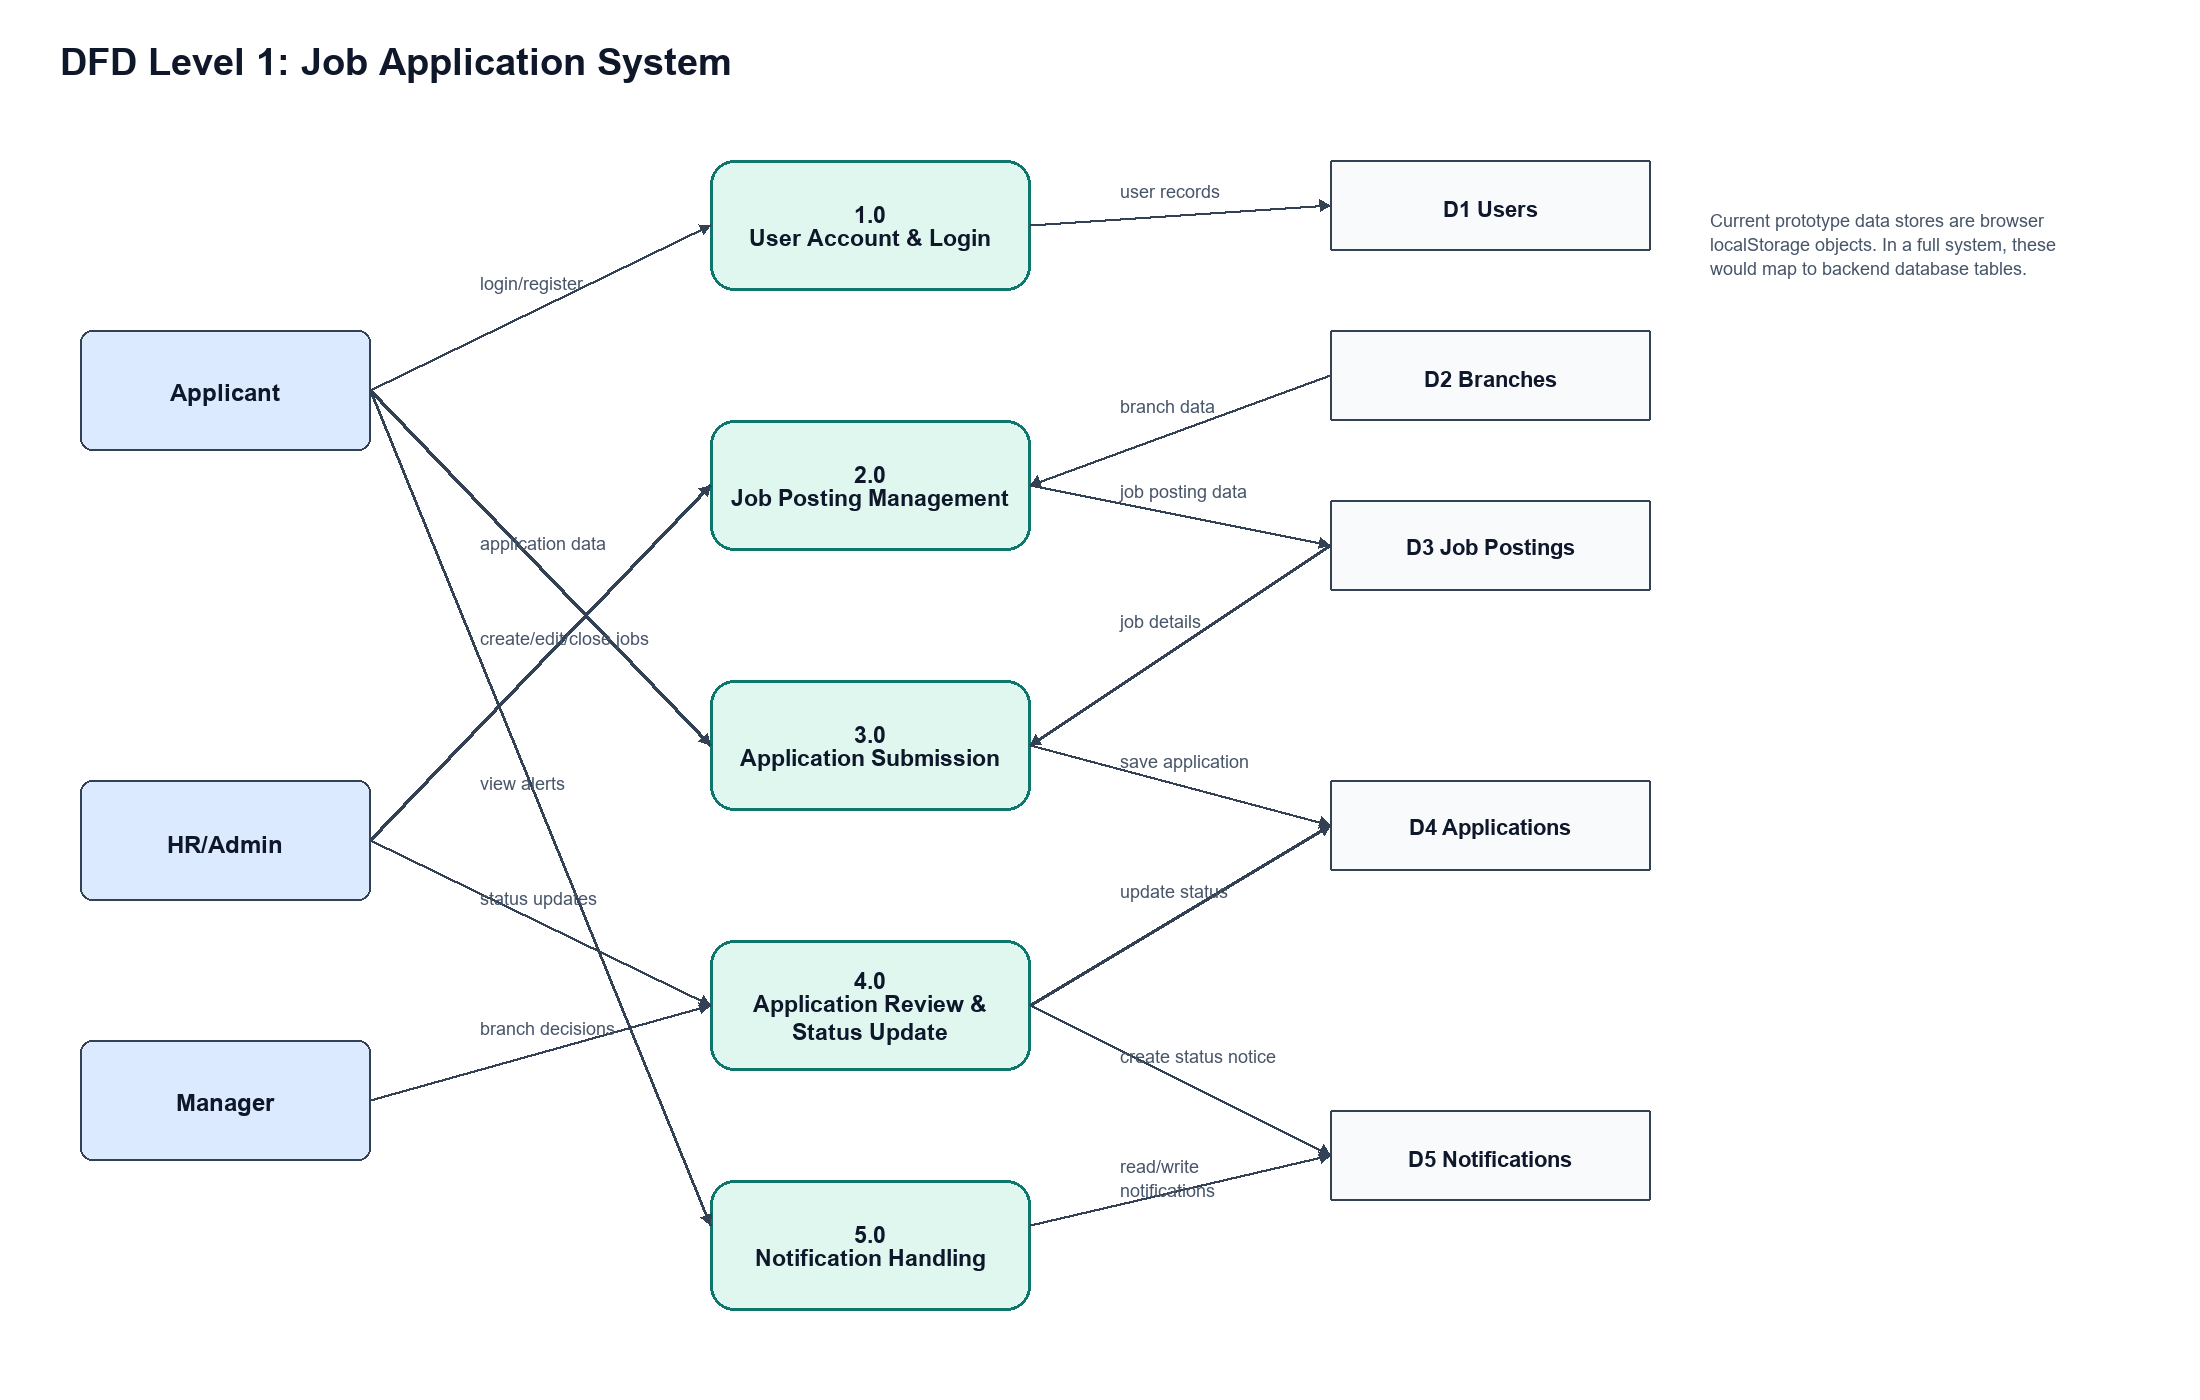 DFD Level 1: Job Application System
1.0
User Account & Login
user records
D1 Users
Current prototype data stores are browser
localStorage objects. In a full system, these
would map to backend database tables.
login/register
Applicant
D2 Branches
branch data
2.0
Job Posting Management
job posting data
D3 Job Postings
application data
create/edit/close jobs
job details
3.0
Application Submission
save application
view alerts
HR/Admin
D4 Applications
status updates
update status
4.0
Application Review &
Status Update
branch decisions
create status notice
Manager
D5 Notifications
read/write
notifications
5.0
Notification Handling